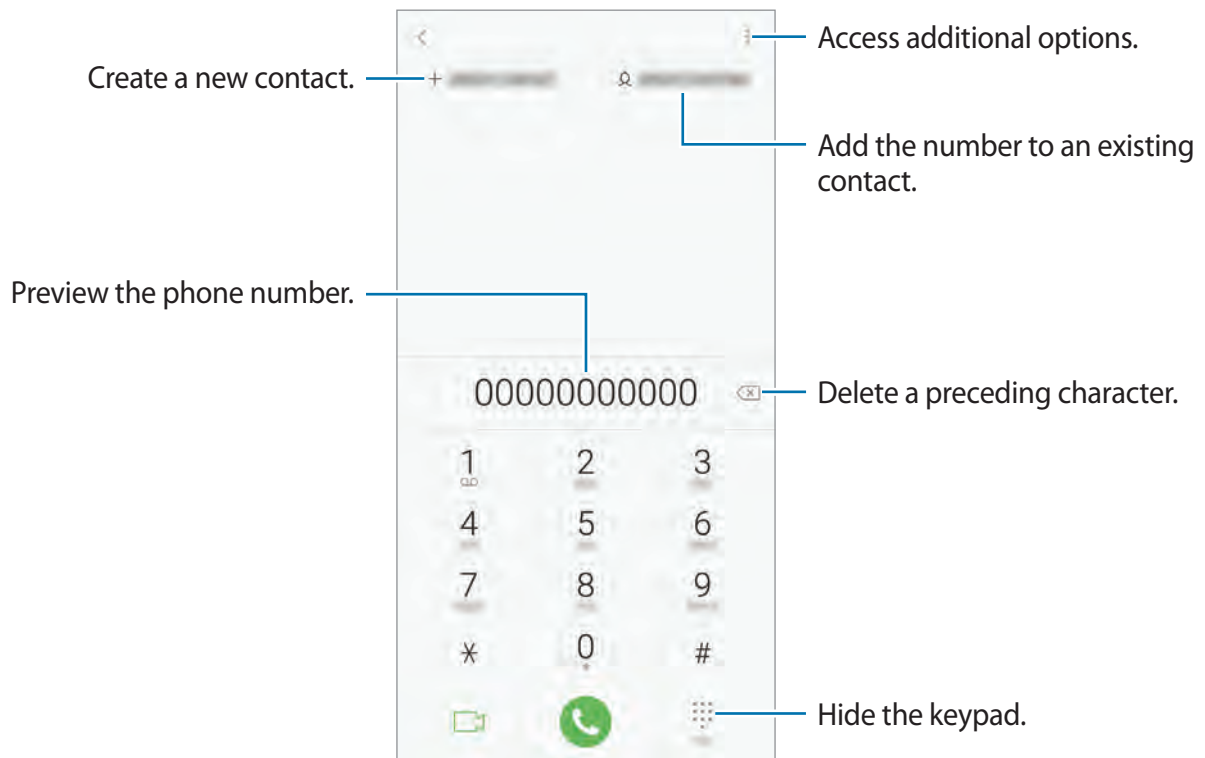 Access additional options.
Create a new contact.
Add the number to an existing
contact.
Preview the phone number.
00000000000
Delete a preceding character.
1 2 3
4 5 6
7 8 9
* 0 #
Hide the keypad.